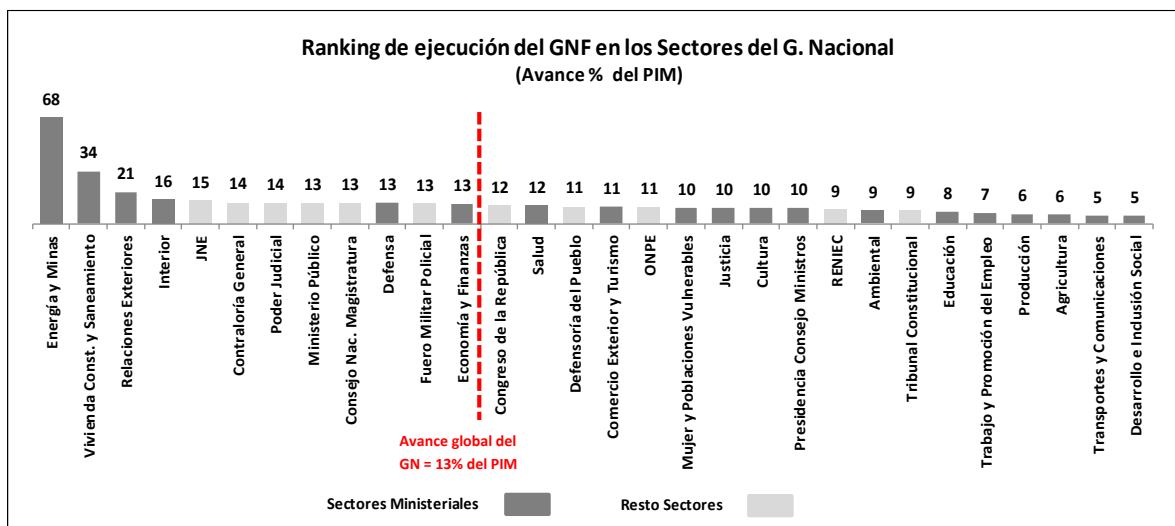 Ranking de ejecución del GNF en los Sectores del G. Nacional
(Avance % del PIM)
68
34
21
16
15
14
14
13
13
13
13
13
12
12
11
11
11
10
10
10
10
9
9
9
8
7
6
6
5
5
Energía y Minas
Vivienda Const. y Saneamiento
Relaciones Exteriores
Interior
JNE
Contraloría General
Poder Judicial
Ministerio Público
Consejo Nac. Magistratura
Defensa
Fuero Militar Policial
Economía y Finanzas
Congreso de la República
Salud
Defensoría del Pueblo
Comercio Exterior y Turismo
ONPE
Mujer y Poblaciones Vulnerables
Justicia
Cultura
Presidencia Consejo Ministros
RENIEC
Ambiental
Tribunal Constitucional
Educación
Trabajo y Promoción del Empleo
Producción
Agricultura
Transportes y Comunicaciones
Desarrollo e Inclusión Social
Avance global del
GN = 13% del PIM
Sectores Ministeriales
Resto Sectores